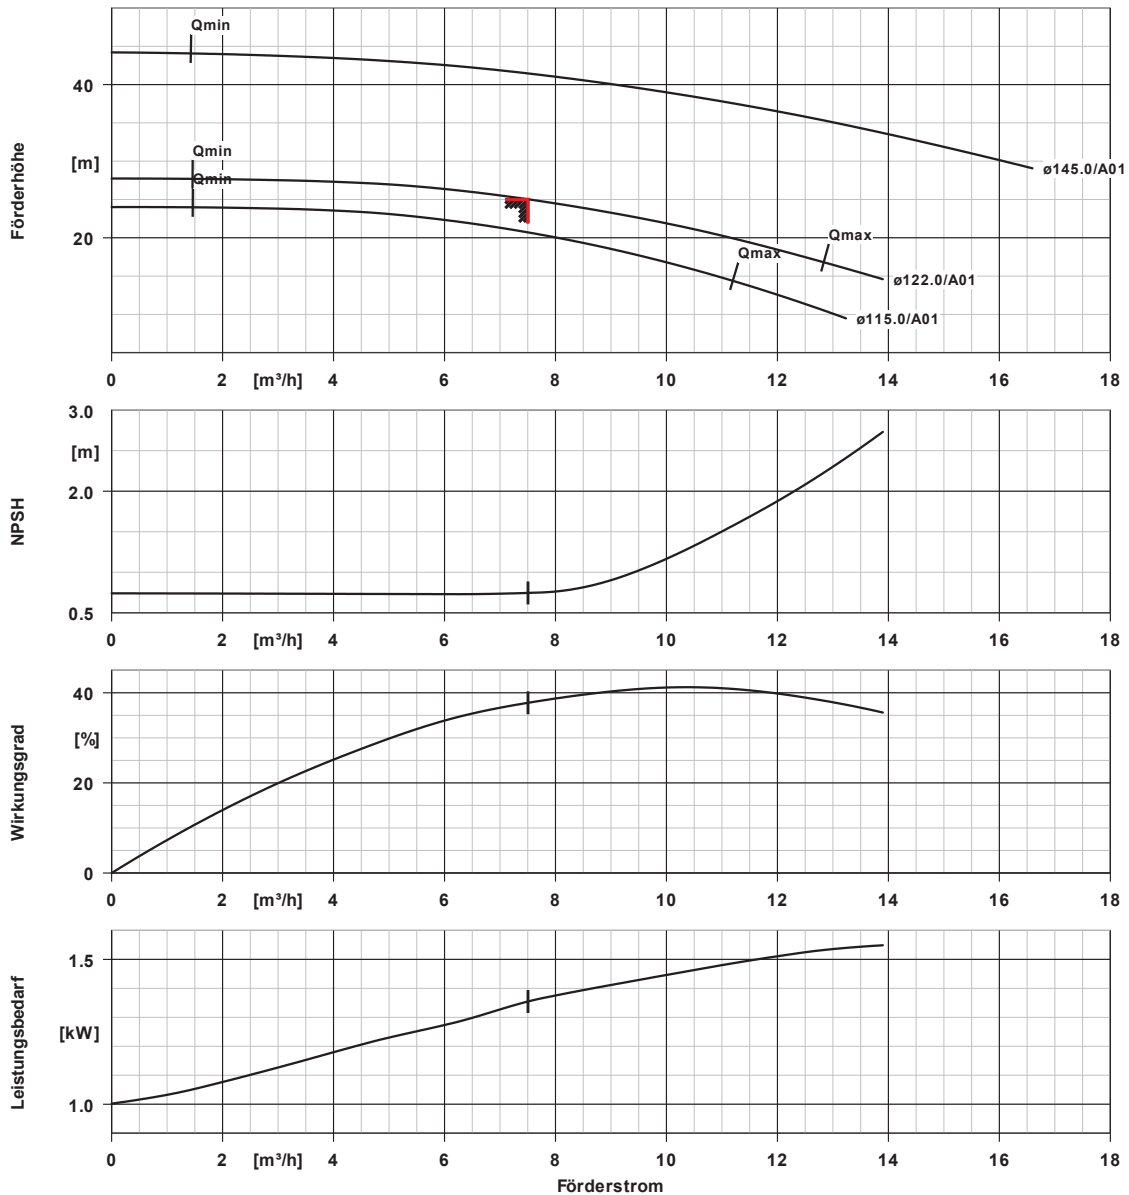 Qmin
40
Förderhöhe
[m]
Qmin
Qmin
ø145.0/A01
20
Qmax
Qmax
ø122.0/A01
ø115.0/A01
0 [m³/h] 4 6 8 10 12 14 16 18
3.0
[m]
2.0
NPSH
0.5
0 2 [m³/h] 4 6 8 10 12 14 16 18
40
[%]
Wirkungsgrad
20
0
0 2 [m³/h] 4 6 8 10 12 14 16 18
1.5
[kW]
Leistungsbedarf
1.0
0 2 [m³/h] 4 6 8 10 12 14 16 18
Förderstrom